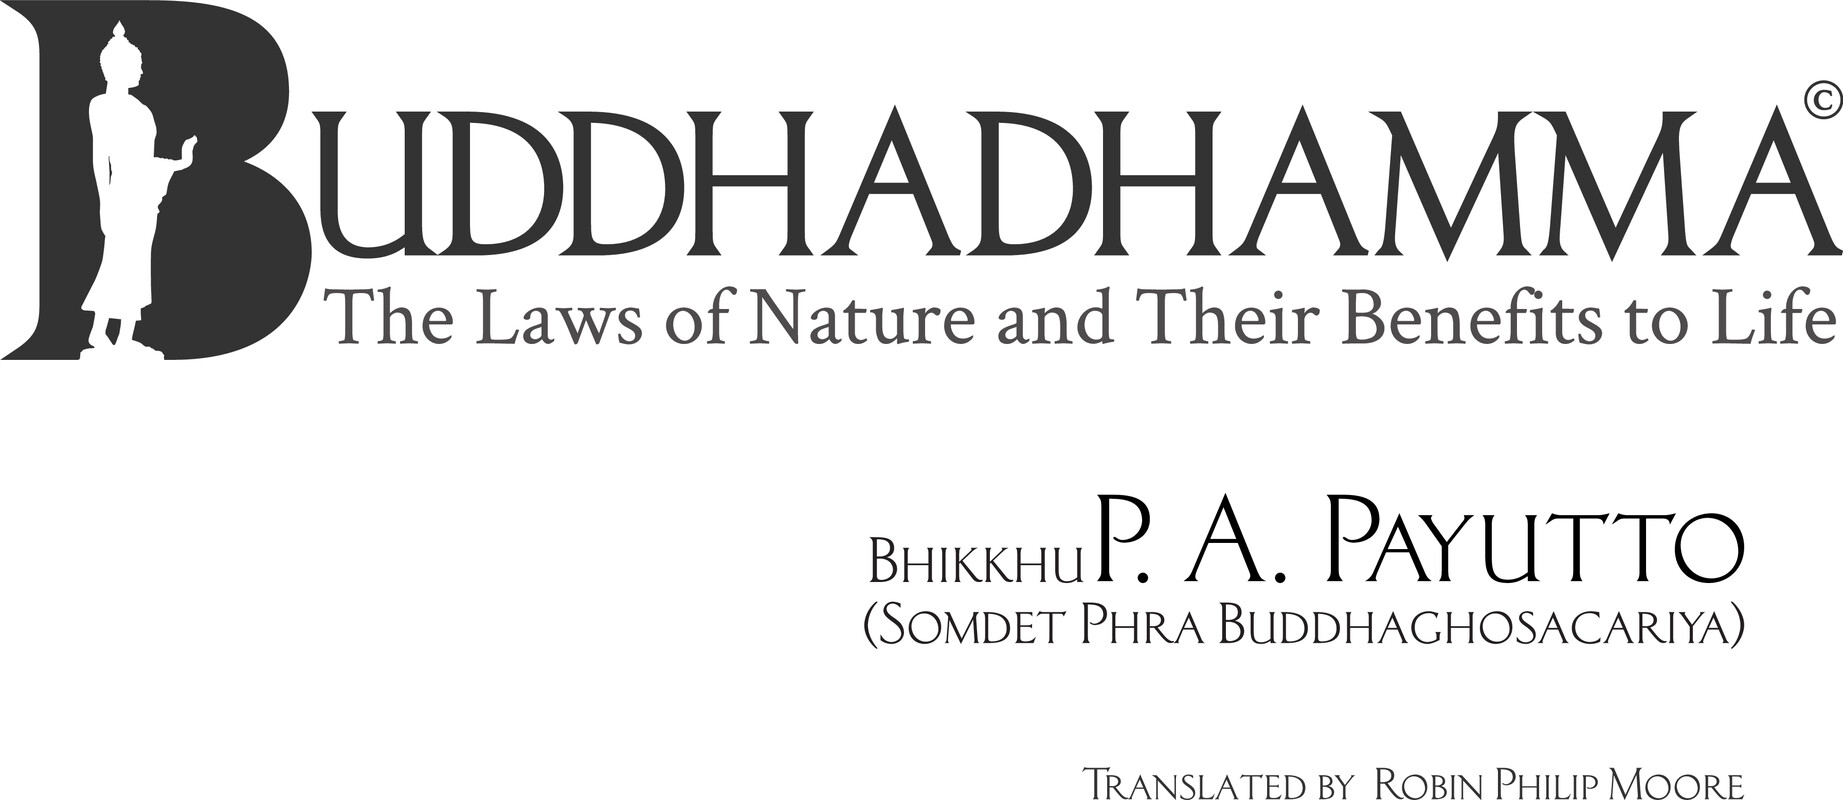 BUDDHADHAMMA©
The Laws of Nature and Their Benefits to Life
BHIKKHU P. A. PAYUTTO
(SOMDET PHRA BUDDHAGHOSACARIYA)
TRANSLATED BY ROBIN PHILIP MOORE